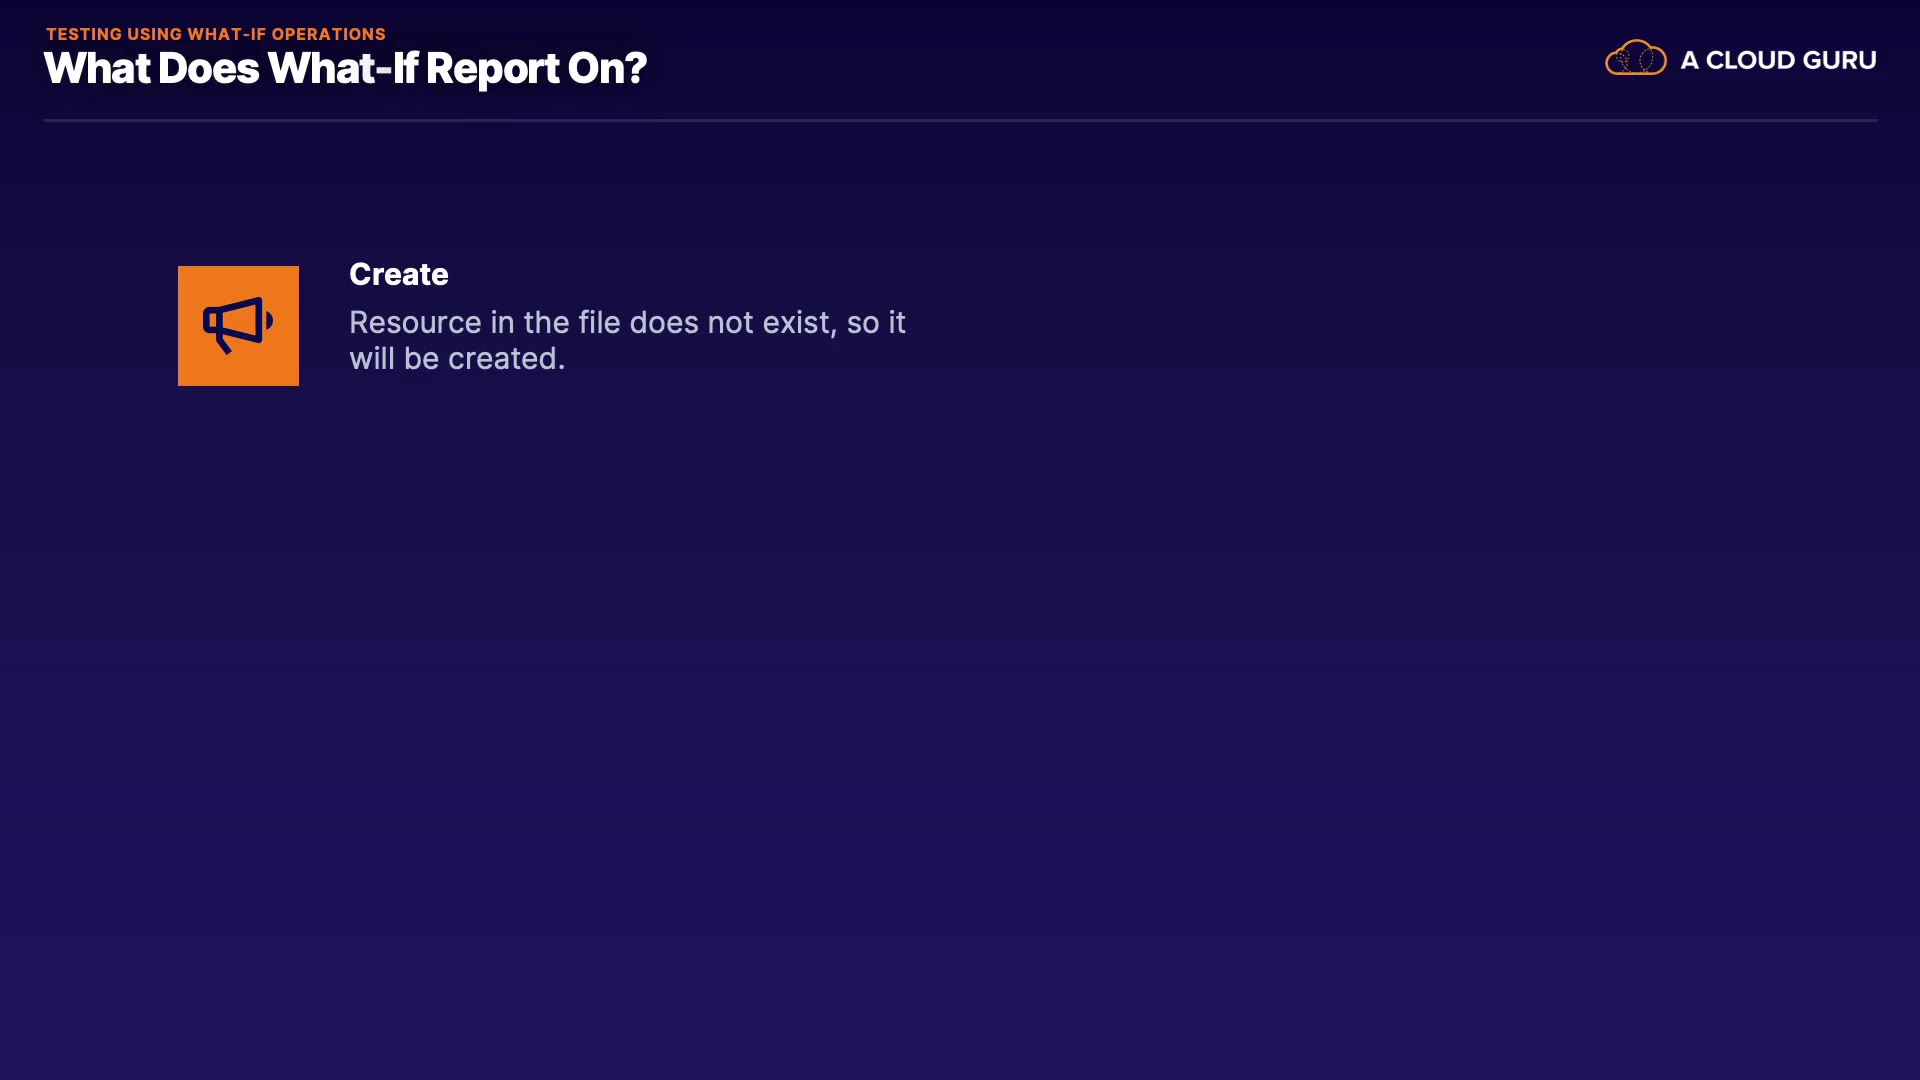 TESTING USING WHAT-IF OPERATIONS
What Does What-If Report On?
A CLOUD GURU
Create
Resource in the file does not exist, so it
will be created.